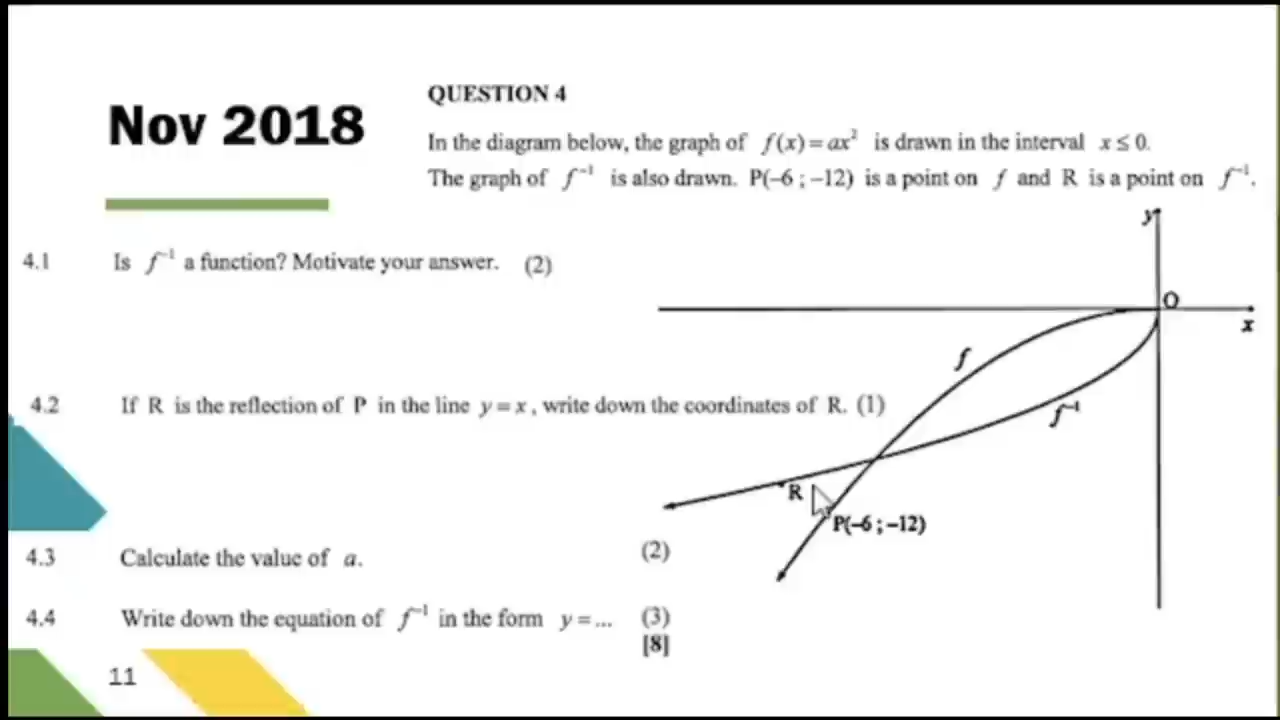 Nov 2018
QUESTION 4
In the diagram below, the graph of f(x) = ax² is drawn in the interval x ≤ 0.
The graph of f⁻¹ is also drawn. P(–6 ; –12) is a point on f and R is a point on f⁻¹.
4.1 Is f⁻¹ a function? Motivate your answer. (2)
4.2 If R is the reflection of P in the line y = x, write down the coordinates of R. (1)
4.3 Calculate the value of a. (2)
4.4 Write down the equation of f⁻¹ in the form y = ... (3)
[8]
y
O
x
f
f⁻¹
R
P(–6 ; –12)
11